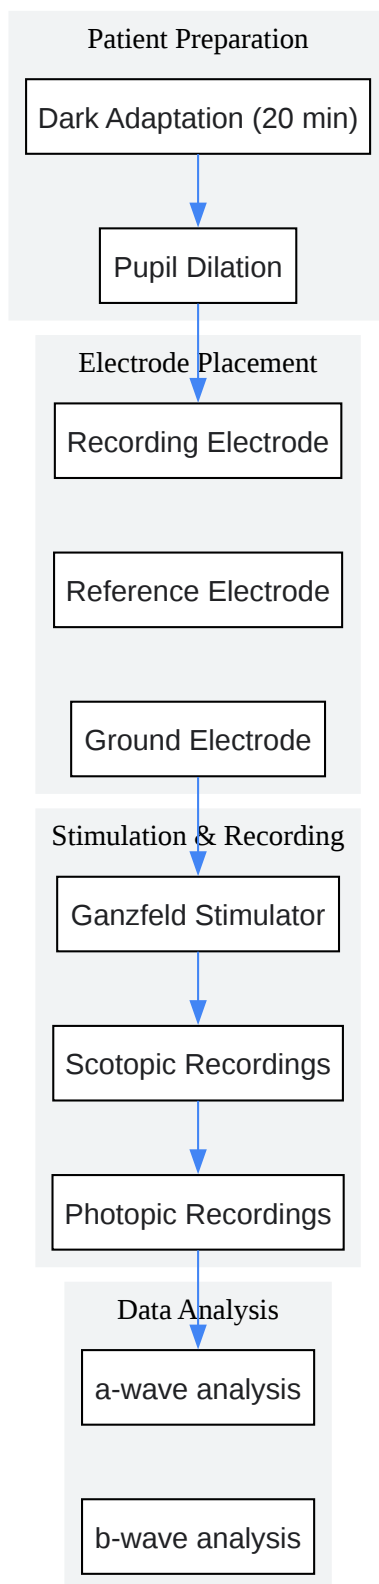 Patient Preparation
Dark Adaptation (20 min)
Pupil Dilation
Electrode Placement
Recording Electrode
Reference Electrode
Ground Electrode
Stimulation & Recording
Ganzfeld Stimulator
Scotopic Recordings
Photopic Recordings
Data Analysis
a-wave analysis
b-wave analysis